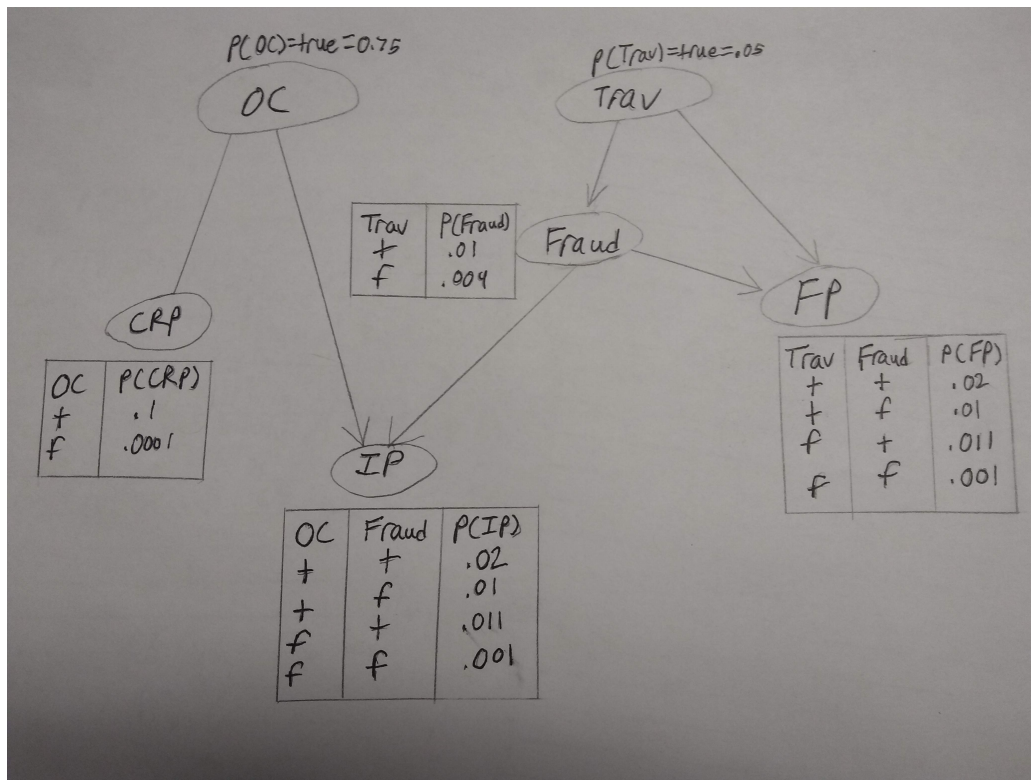 P(OC)=true=0.75
OC
P(Trav)=true=.05
Trav
Trav P(Fraud)
t .01
f .004
Fraud
FP
CRP
OC P(CRP)
t .1
f .0001
Trav Fraud P(FP)
t t .02
t f .01
f t .011
f f .001
IP
OC Fraud P(IP)
t t .02
t f .01
f t .011
f f .001